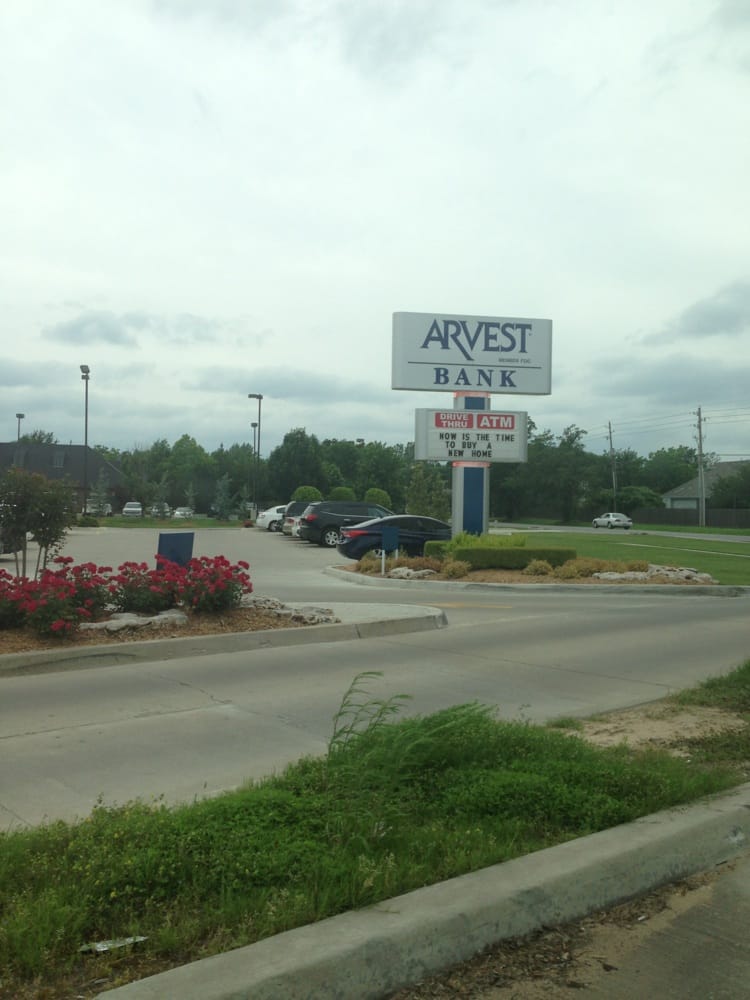 ARVEST
MEMBER FDIC
BANK
DRIVE THRU ATM
NOW IS THE TIME
TO BUY A
NEW HOME